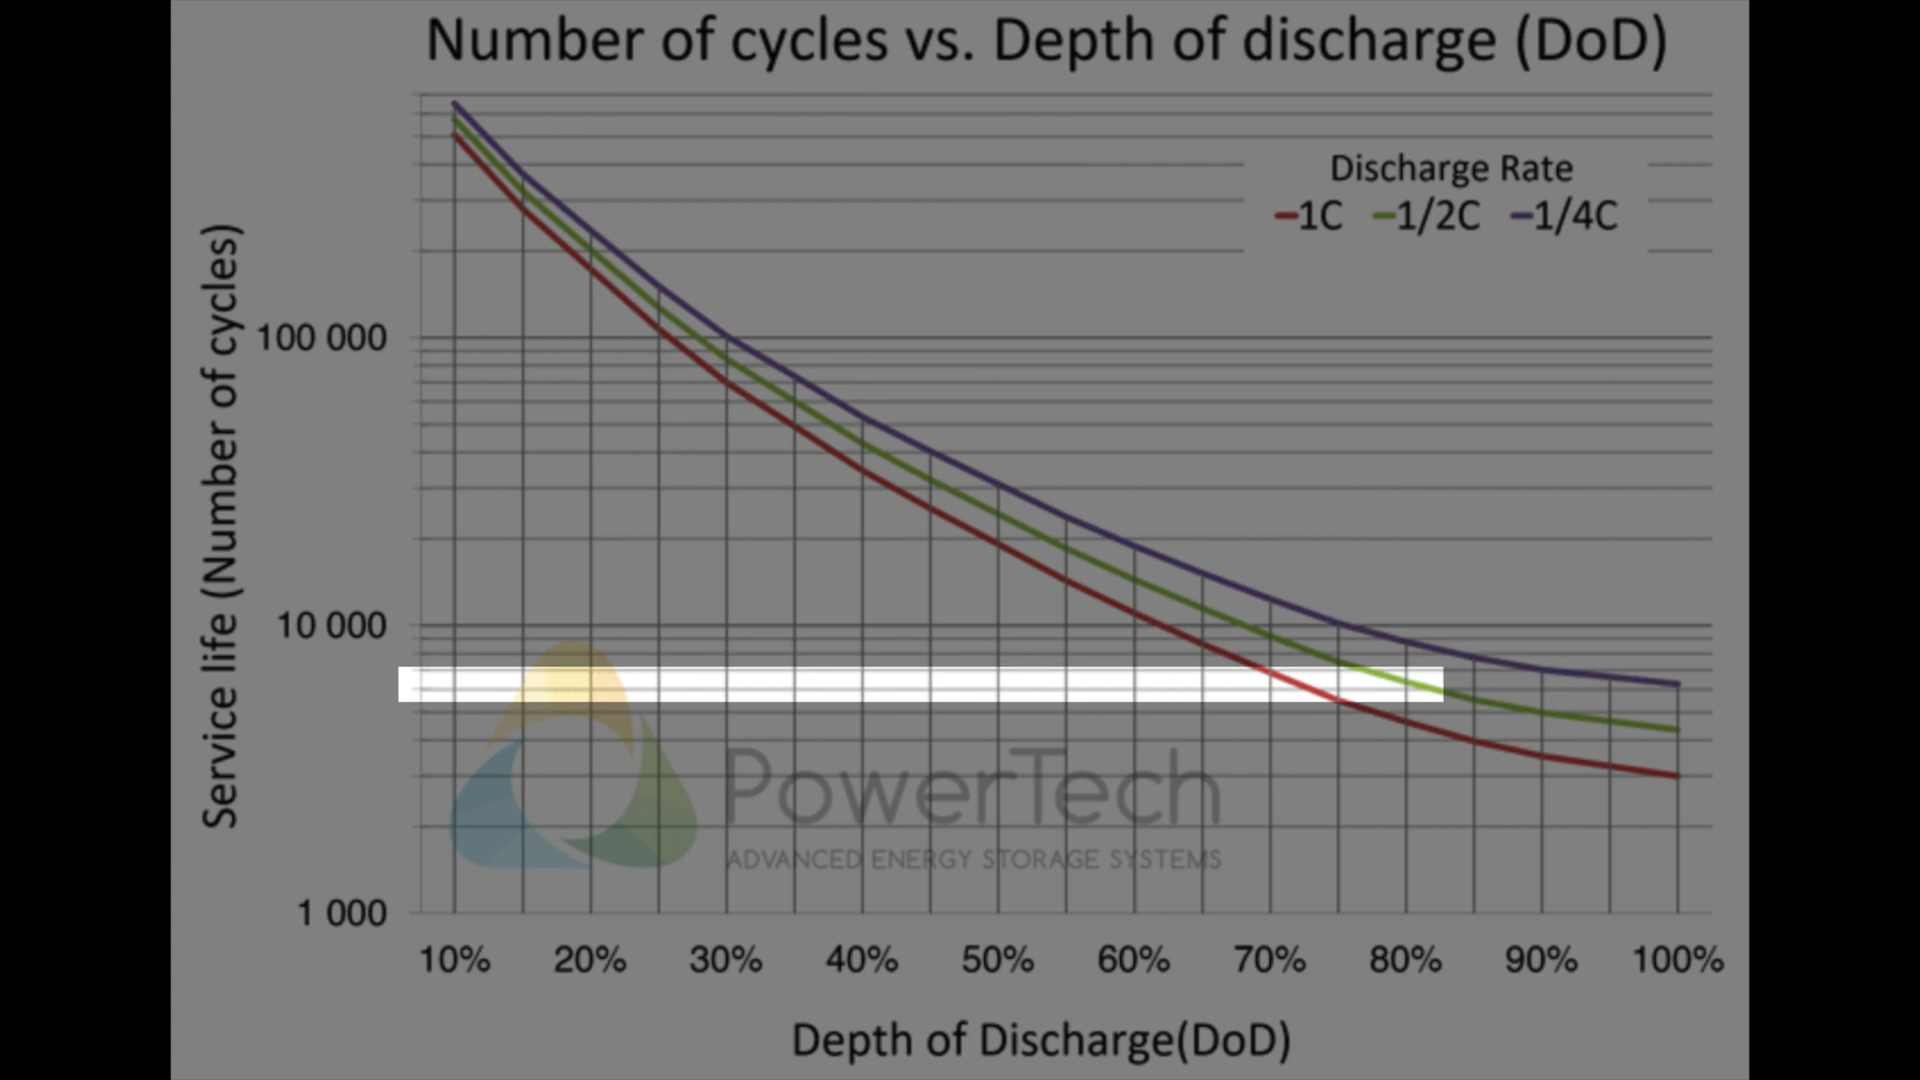 Number of cycles vs. Depth of discharge (DoD)
Discharge Rate
1C 1/2C 1/4C
Service life (Number of cycles)
100 000
10 000
1 000
PowerTech
ADVANCED ENERGY STORAGE SYSTEMS
10% 20% 30% 40% 50% 60% 70% 80% 90% 100%
Depth of Discharge(DoD)